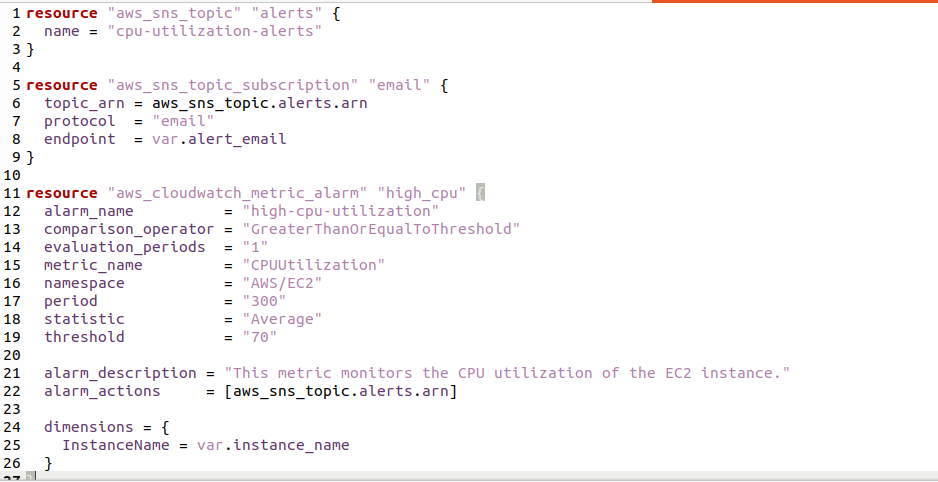 1 resource "aws_sns_topic" "alerts" {
2   name = "cpu-utilization-alerts"
3 }
4
5 resource "aws_sns_topic_subscription" "email" {
6   topic_arn = aws_sns_topic.alerts.arn
7   protocol  = "email"
8   endpoint  = var.alert_email
9 }
10
11 resource "aws_cloudwatch_metric_alarm" "high_cpu" {
12   alarm_name          = "high-cpu-utilization"
13   comparison_operator = "GreaterThanOrEqualToThreshold"
14   evaluation_periods  = "1"
15   metric_name         = "CPUUtilization"
16   namespace           = "AWS/EC2"
17   period              = "300"
18   statistic           = "Average"
19   threshold           = "70"
20
21   alarm_description = "This metric monitors the CPU utilization of the EC2 instance."
22   alarm_actions     = [aws_sns_topic.alerts.arn]
23
24   dimensions = {
25     InstanceName = var.instance_name
26   }
27 }